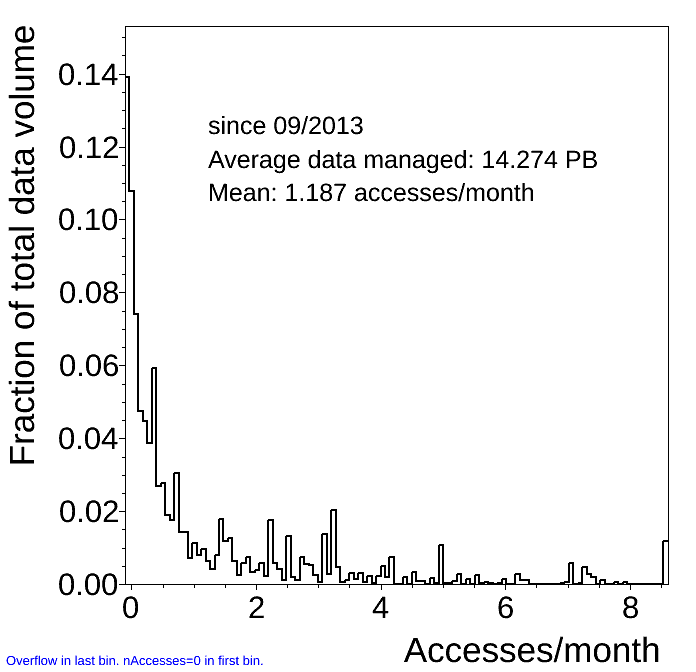 Fraction of total data volume
0.14
0.12
0.10
0.08
0.06
0.04
0.02
0.00
since 09/2013
Average data managed: 14.274 PB
Mean: 1.187 accesses/month
0 2 4 6 8
Accesses/month
Overflow in last bin. nAccesses=0 in first bin.